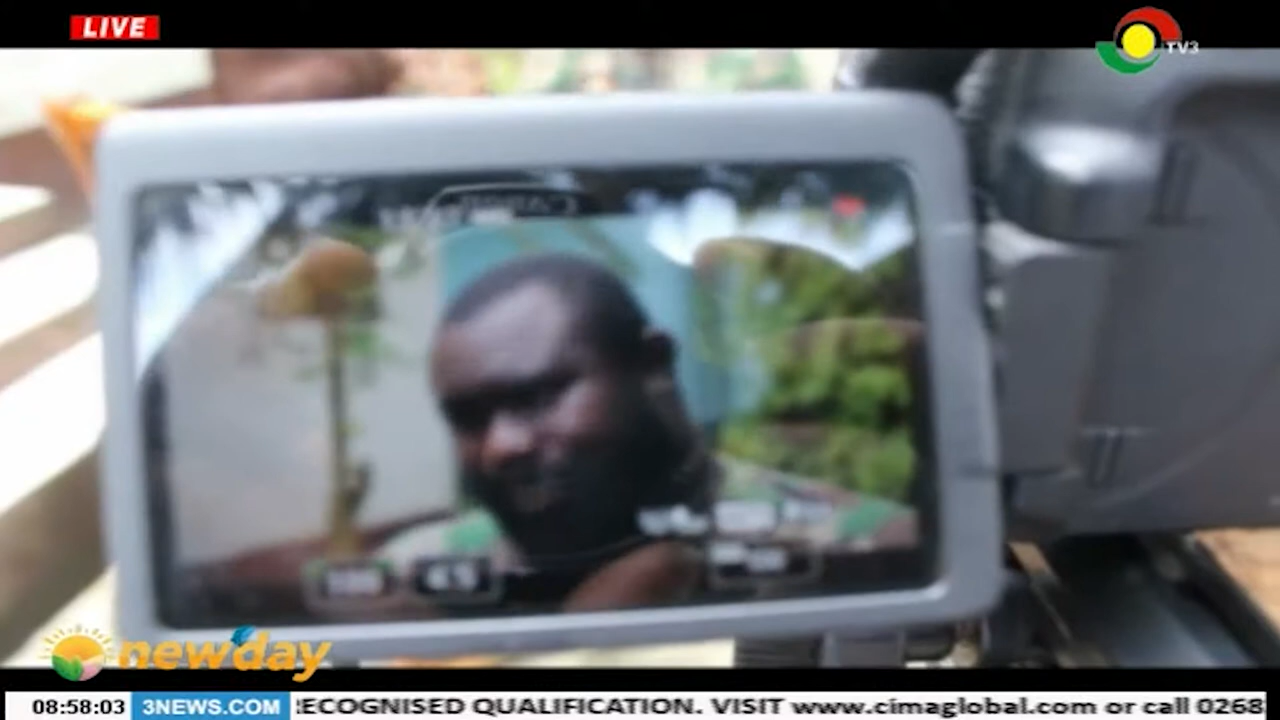 LIVE
TV3
newday
08:58:03 3NEWS.COM ECOGNISED QUALIFICATION. VISIT www.cimaglobal.com or call 0268